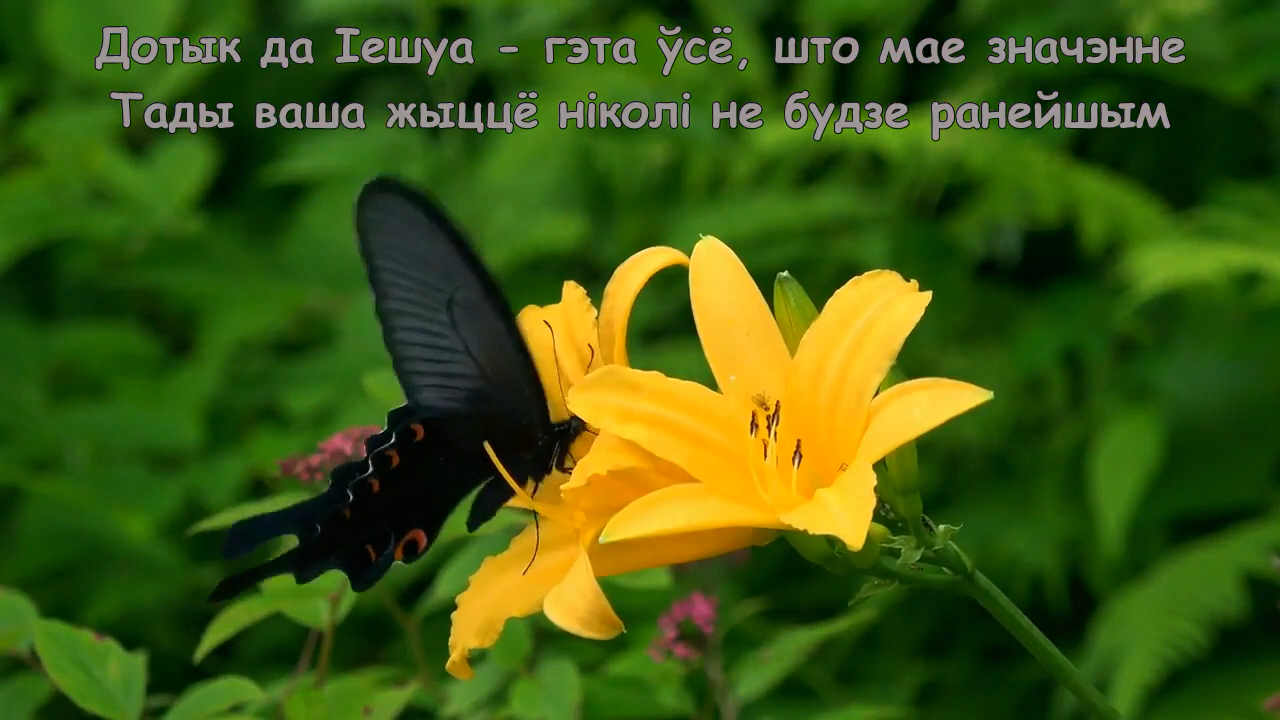 Дотык да Іешуа - гэта ўсё, што мае значэнне
Тады ваша жыццё ніколі не будзе ранейшым